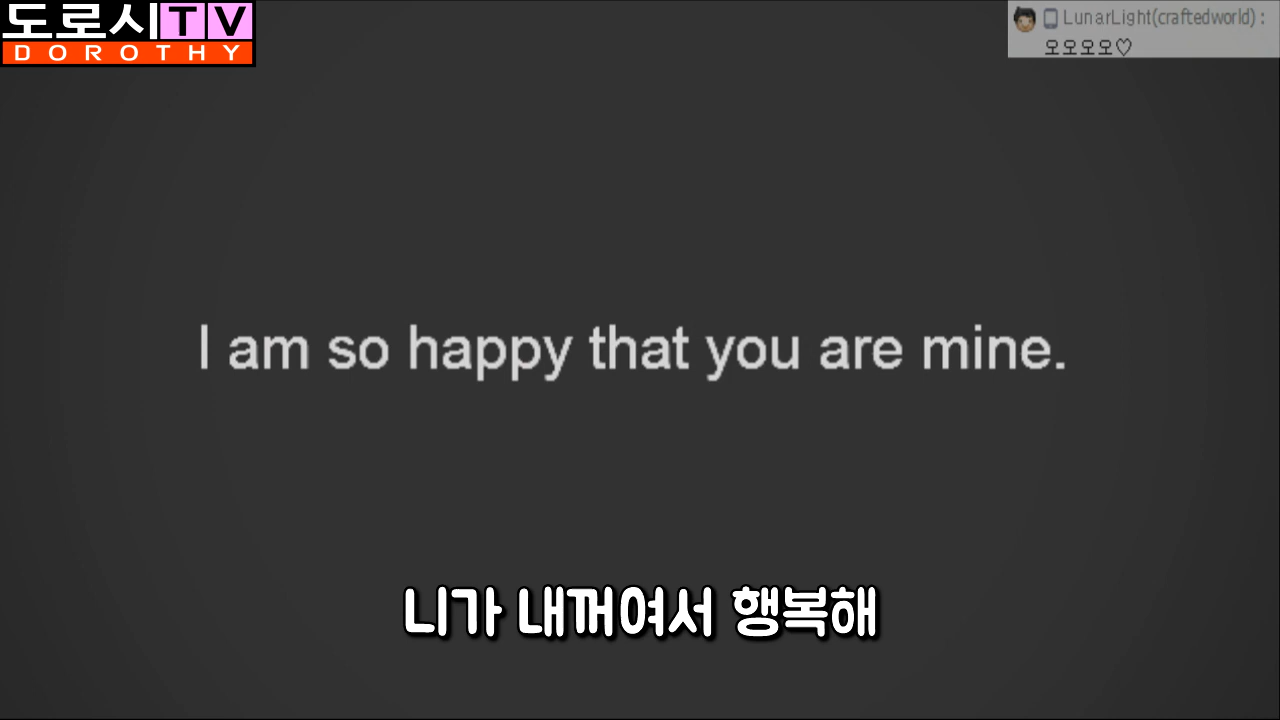 도로시TV
DOROTHY
LunarLight(craftedworld) :
오오오오♡
I am so happy that you are mine.
니가 내꺼여서 행복해